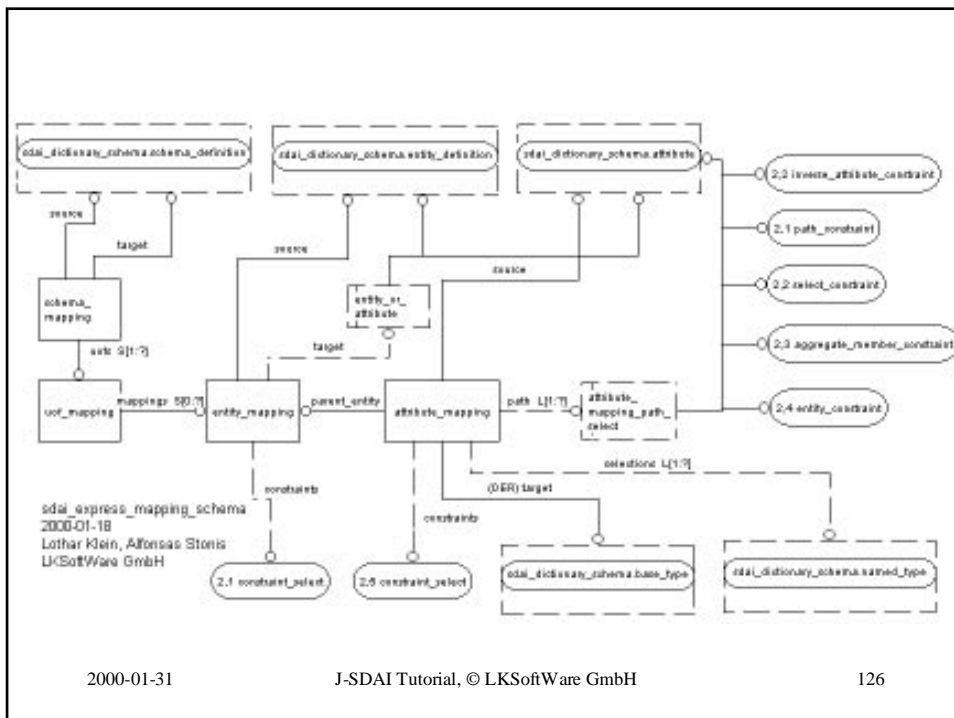 sdai_dictionary_schema.schema_definition
sdai_dictionary_schema.entity_definition
sdai_dictionary_schema.attribute
2,2 inverse_attribute_constraint
source
target
source
source
2,1 path_constraint
schema_
mapping
entity_or_
attribute
2,2 select_constraint
target
uofs S[1:?]
2,3 aggregate_member_constraint
uof_mapping
mappings S[0:?]
entity_mapping
parent_entity
attribute_mapping
path L[1:?]
attribute_
mapping_path_
select
2,4 entity_constraint
selections L[1:?]
constraints
(DER) target
constraints
sdai_express_mapping_schema
2000-01-18
Lothar Klein, Alfonsas Stonis
LKSoftWare GmbH
2.1 constraint_select
2.5 constraint_select
sdai_dictionary_schema.base_type
sdai_dictionary_schema.named_type
2000-01-31
J-SDAI Tutorial, © LKSoftWare GmbH
126